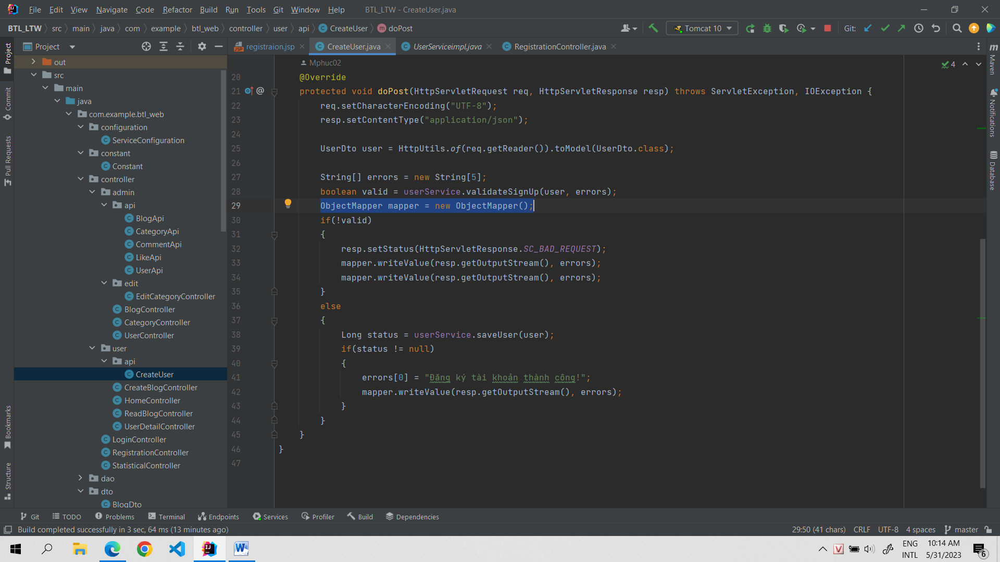 File Edit View Navigate Code Refactor Build Run Tools Git Window Help BTL_LTW - CreateUser.java
BTL_LTW src main java com example btl_web controller user api CreateUser doPost Tomcat 10 Git:
Project
registraion.jsp CreateUser.java UserServiceimpl.java RegistrationController.java
out
src
main
java
com.example.btl_web
configuration
ServiceConfiguration
constant
Constant
controller
admin
api
BlogApi
CategoryApi
CommentApi
LikeApi
UserApi
edit
EditCategoryController
BlogController
CategoryController
UserController
user
api
CreateUser
CreateBlogController
HomeController
ReadBlogController
UserDetailController
LoginController
RegistrationController
StatisticalController
dao
dto
BlogDto
Project
Commit
Pull Requests
Bookmarks
Structure
Mphuc02
4
20 @Override
21 @ protected void doPost(HttpServletRequest req, HttpServletResponse resp) throws ServletException, IOException {
22 req.setCharacterEncoding("UTF-8");
23 resp.setContentType("application/json");
24
25 UserDto user = HttpUtils.of(req.getReader()).toModel(UserDto.class);
26
27 String[] errors = new String[5];
28 boolean valid = userService.validateSignUp(user, errors);
29 ObjectMapper mapper = new ObjectMapper();
30 if(!valid)
31 {
32 resp.setStatus(HttpServletResponse.SC_BAD_REQUEST);
33 mapper.writeValue(resp.getOutputStream(), errors);
34 mapper.writeValue(resp.getOutputStream(), errors);
35 }
36 else
37 {
38 Long status = userService.saveUser(user);
39 if(status != null)
40 {
41 errors[0] = "Đăng ký tài khoản thành công!";
42 mapper.writeValue(resp.getOutputStream(), errors);
43 }
44 }
45 }
46 }
47
m Maven
Notifications
Database
Git TODO Problems Terminal Endpoints Services Profiler Build Dependencies
Build completed successfully in 3 sec, 64 ms (13 minutes ago) 29:50 (41 chars) CRLF UTF-8 4 spaces master
ENG 10:14 AM
INTL 5/31/2023 6